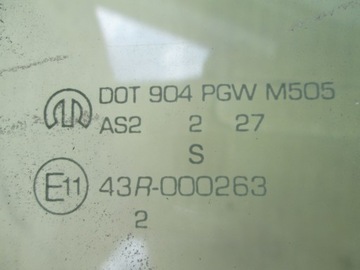 DOT 904 PGW M505
AS2 2 27
S
E11 43R-000263
2